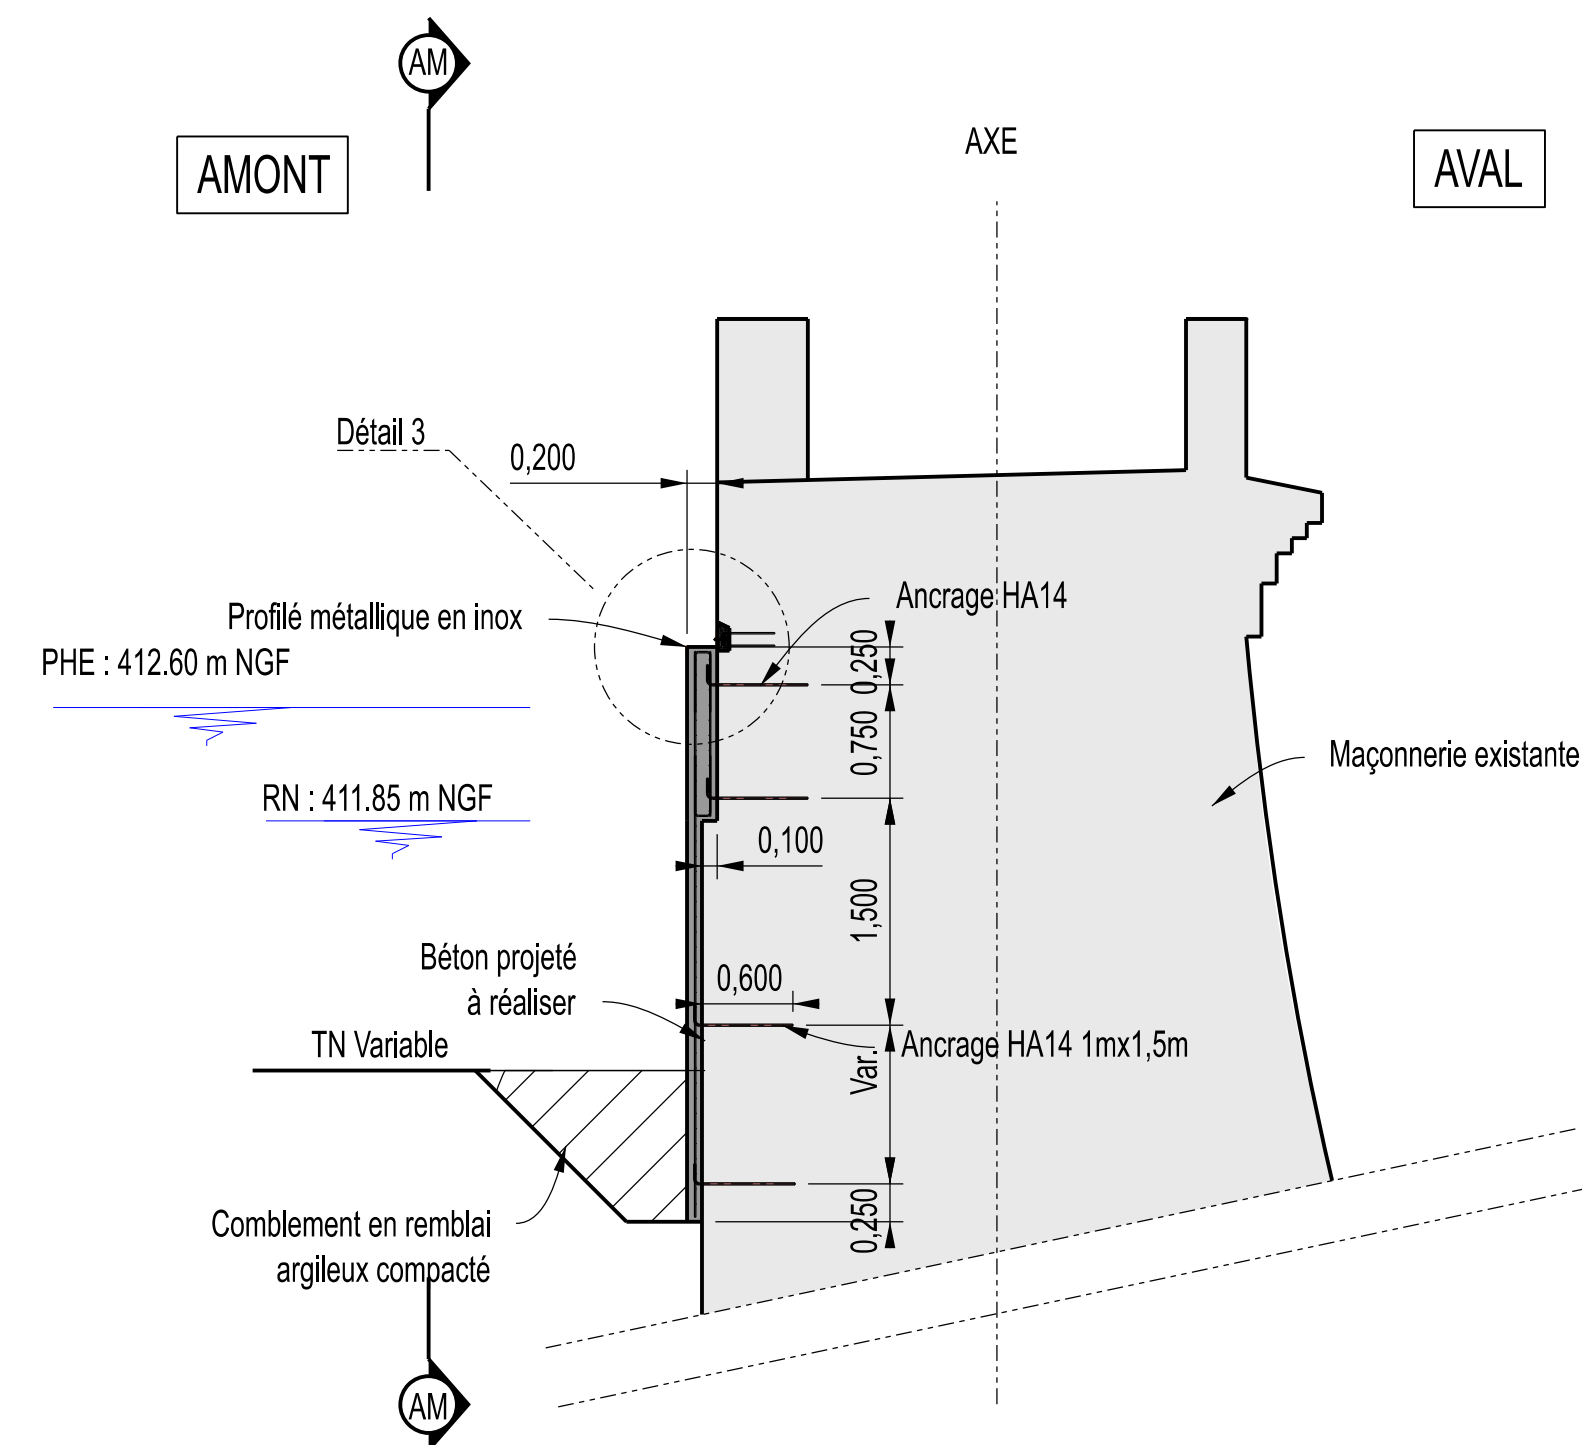 AM
AMONT
AXE
AVAL
Détail 3
0,200
Ancrage HA14
Profilé métallique en inox
PHE : 412.60 m NGF
0,250
0,750
Maçonnerie existante
RN : 411.85 m NGF
0,100
1,500
Béton projeté
à réaliser
0,600
TN Variable
Ancrage HA14 1mx1,5m
Var.
Comblement en remblai
argileux compacté
0,250
AM